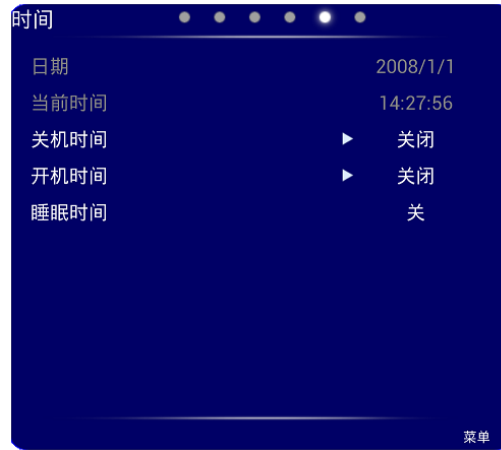 时间
日期 2008/1/1
当前时间 14:27:56
关机时间 ▶ 关闭
开机时间 ▶ 关闭
睡眠时间 关
菜单